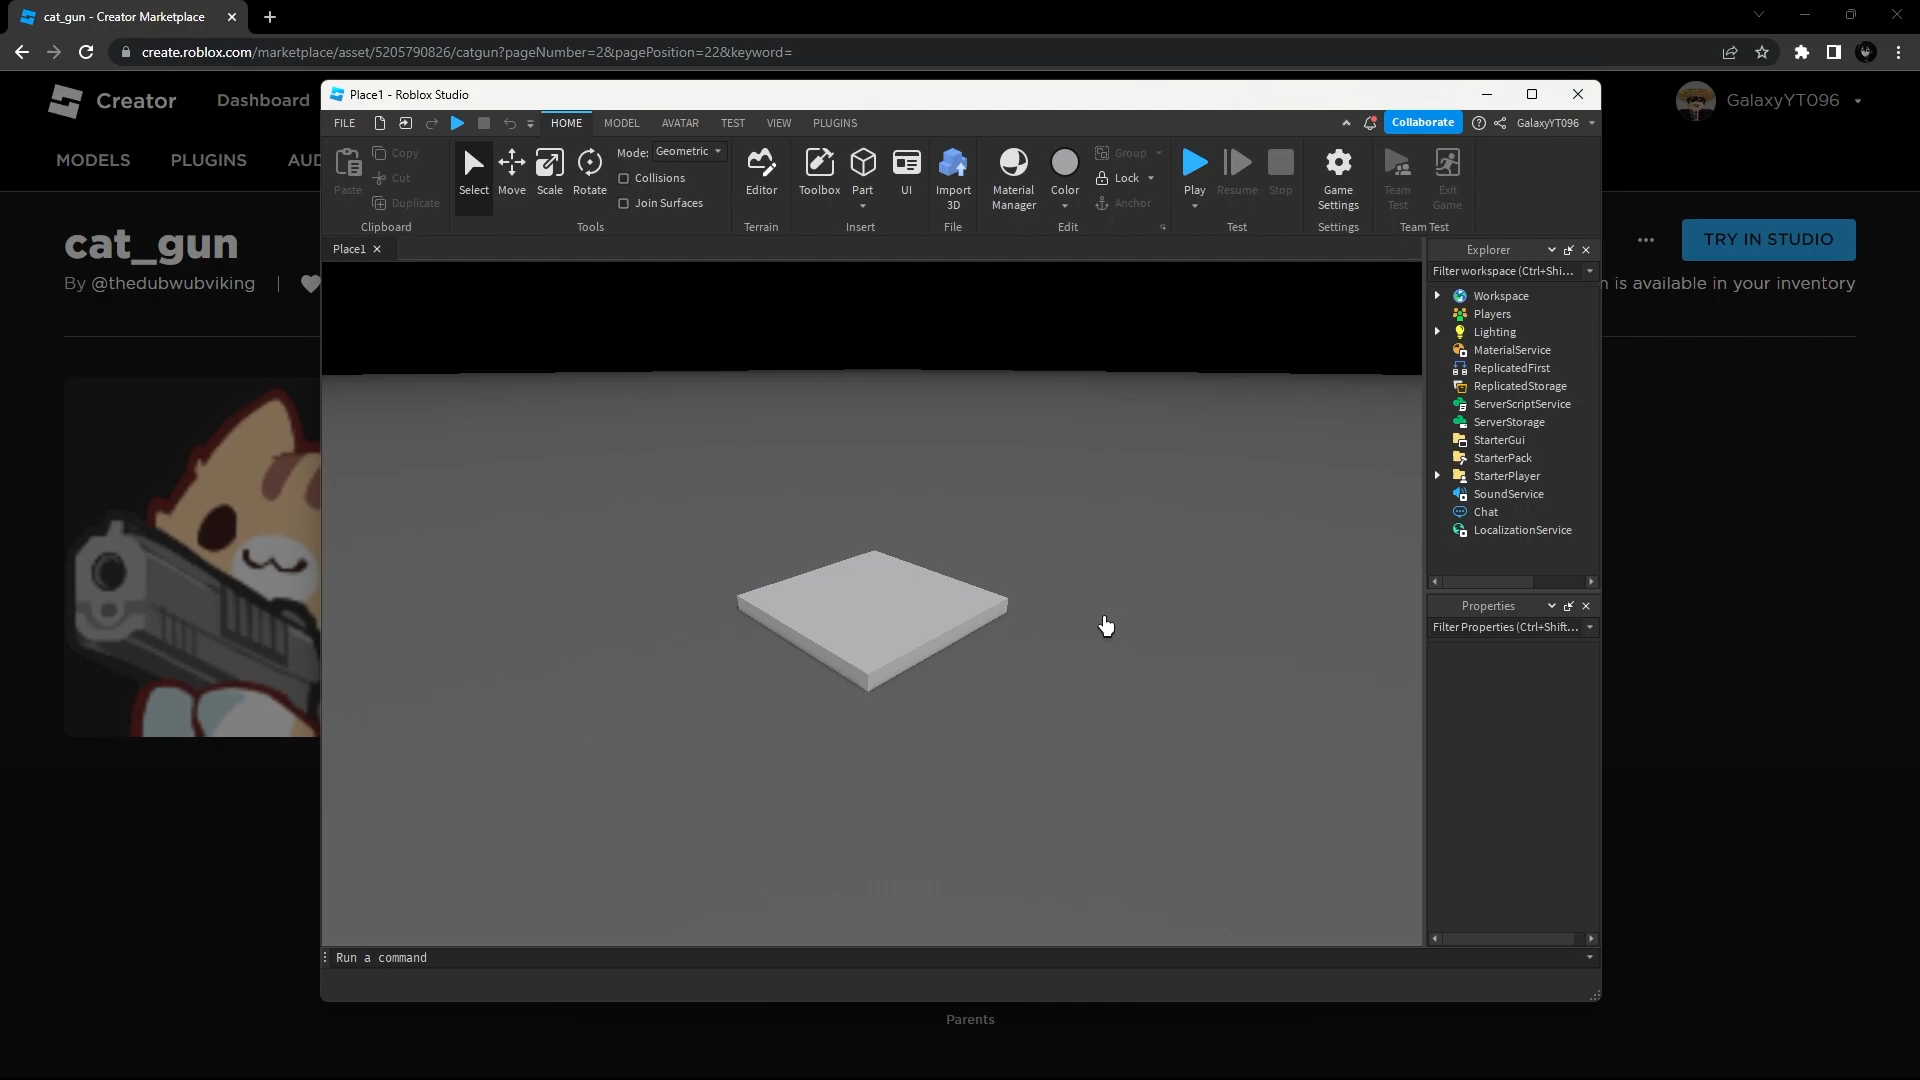 cat_gun - Creator Marketplace
create.roblox.com/marketplace/asset/5205790826/catgun?pageNumber=2&pagePosition=22&keyword=
Creator
Dashboard
GalaxyYT096
MODELS
PLUGINS
AUD
cat_gun
By @thedubwubviking
TRY IN STUDIO
is available in your inventory
Place1 - Roblox Studio
FILE
HOME
MODEL
AVATAR
TEST
VIEW
PLUGINS
Collaborate
GalaxyYT096
Paste
Copy
Cut
Duplicate
Clipboard
Select
Move
Scale
Rotate
Mode: Geometric
Collisions
Join Surfaces
Tools
Editor
Terrain
Toolbox
Part
UI
Insert
Import
3D
File
Material
Manager
Color
Group
Lock
Anchor
Edit
Play
Resume
Stop
Test
Game
Settings
Settings
Team
Test
Exit
Game
Team Test
Place1
Explorer
Filter workspace (Ctrl+Shi...
Workspace
Players
Lighting
MaterialService
ReplicatedFirst
ReplicatedStorage
ServerScriptService
ServerStorage
StarterGui
StarterPack
StarterPlayer
SoundService
Chat
LocalizationService
Properties
Filter Properties (Ctrl+Shift...
Run a command
Parents